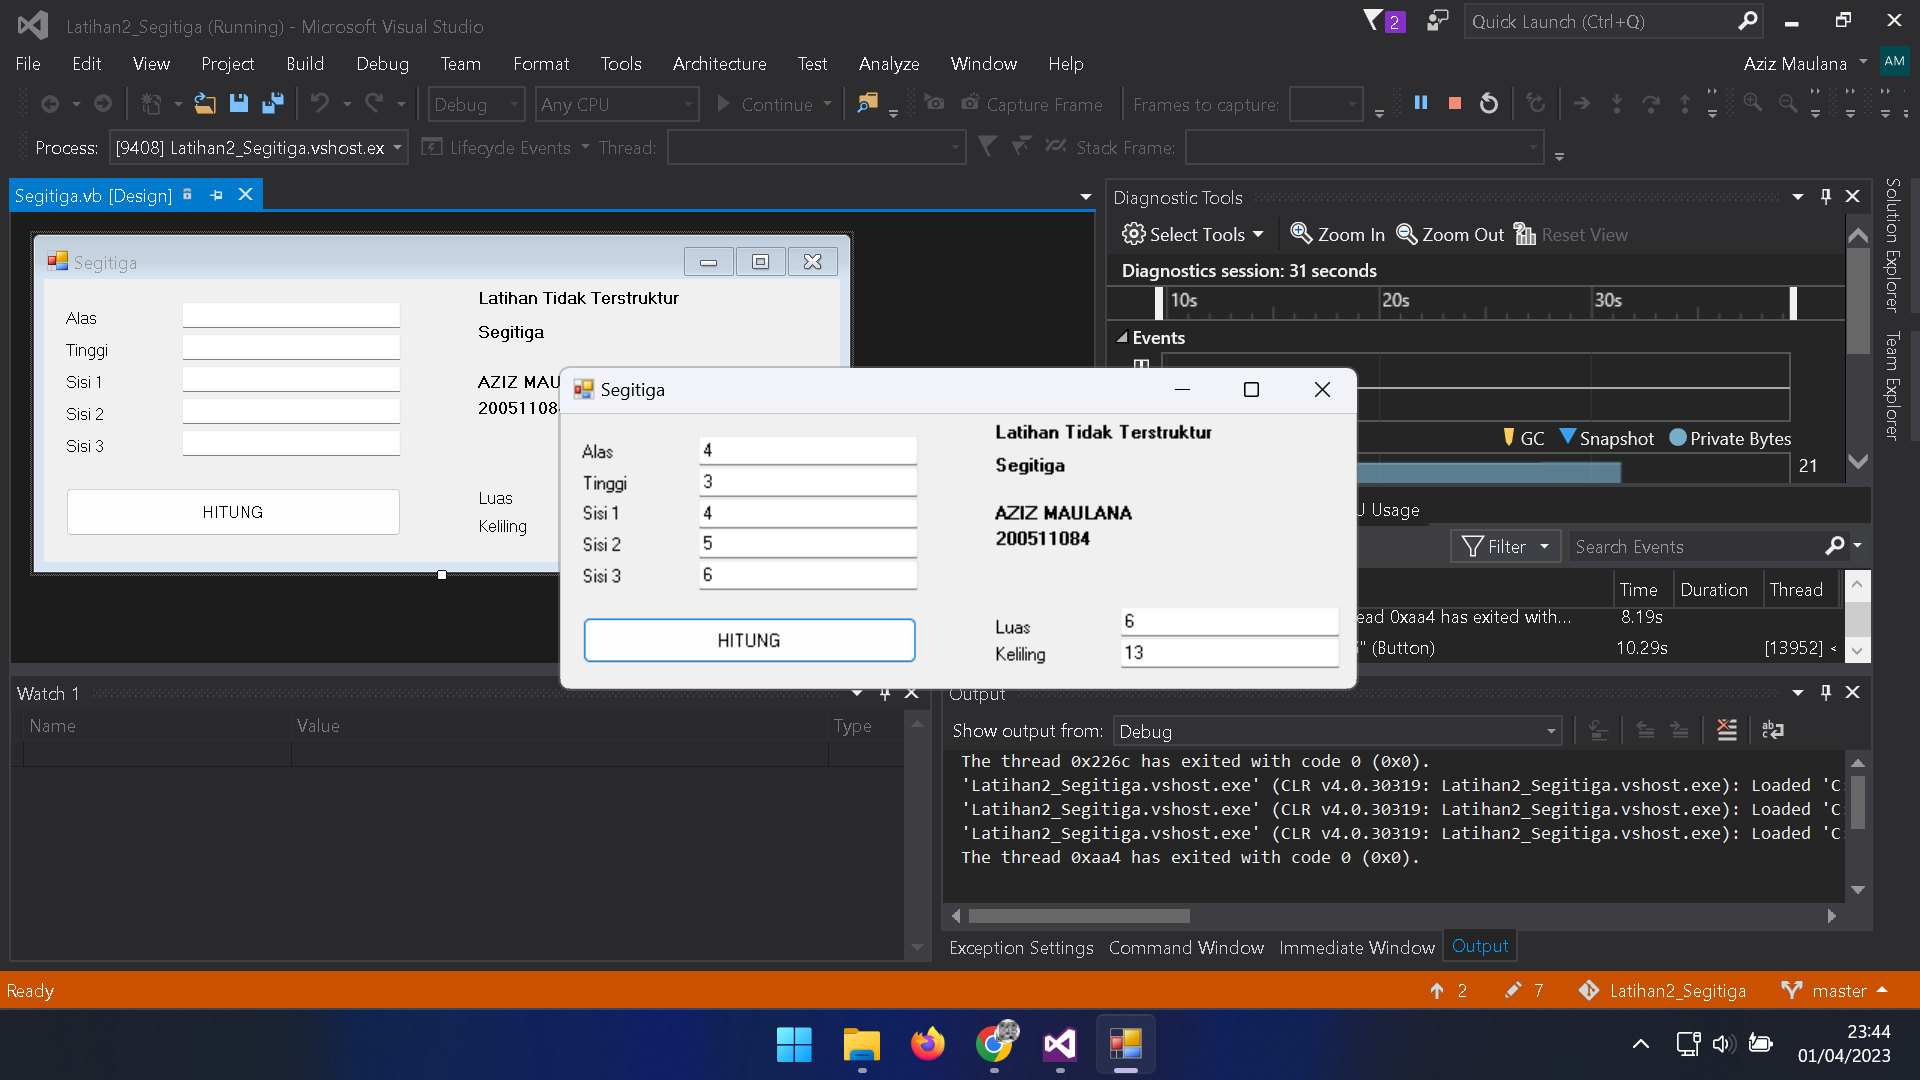 Latihan2_Segitiga (Running) - Microsoft Visual Studio
2
Quick Launch (Ctrl+Q)
File Edit View Project Build Debug Team Format Tools Architecture Test Analyze Window Help
Aziz Maulana
AM
Debug
Any CPU
Continue
Capture Frame
Frames to capture:
Process: [9408] Latihan2_Segitiga.vshost.ex
Lifecycle Events
Thread:
Stack Frame:
Segitiga.vb [Design]
Segitiga
Alas
Tinggi
Sisi 1
Sisi 2
Sisi 3
HITUNG
Latihan Tidak Terstruktur
Segitiga
AZIZ MAU
20051108
Luas
Keliling
Segitiga
Alas 4
Tinggi 3
Sisi 1 4
Sisi 2 5
Sisi 3 6
HITUNG
Latihan Tidak Terstruktur
Segitiga
AZIZ MAULANA
200511084
Luas 6
Keliling 13
Diagnostic Tools
Select Tools Zoom In Zoom Out Reset View
Diagnostics session: 31 seconds
10s 20s 30s
Events
GC Snapshot Private Bytes
21
Usage
Filter
Search Events
Time Duration Thread
ead 0xaa4 has exited with... 8.19s
" (Button) 10.29s [13952] <
Solution Explorer
Team Explorer
Watch 1
Name Value Type
Output
Show output from: Debug
The thread 0x226c has exited with code 0 (0x0).
'Latihan2_Segitiga.vshost.exe' (CLR v4.0.30319: Latihan2_Segitiga.vshost.exe): Loaded 'C:
'Latihan2_Segitiga.vshost.exe' (CLR v4.0.30319: Latihan2_Segitiga.vshost.exe): Loaded 'C:
'Latihan2_Segitiga.vshost.exe' (CLR v4.0.30319: Latihan2_Segitiga.vshost.exe): Loaded 'C:
The thread 0xaa4 has exited with code 0 (0x0).
Exception Settings Command Window Immediate Window Output
Ready
2 7 Latihan2_Segitiga master
23:44
01/04/2023